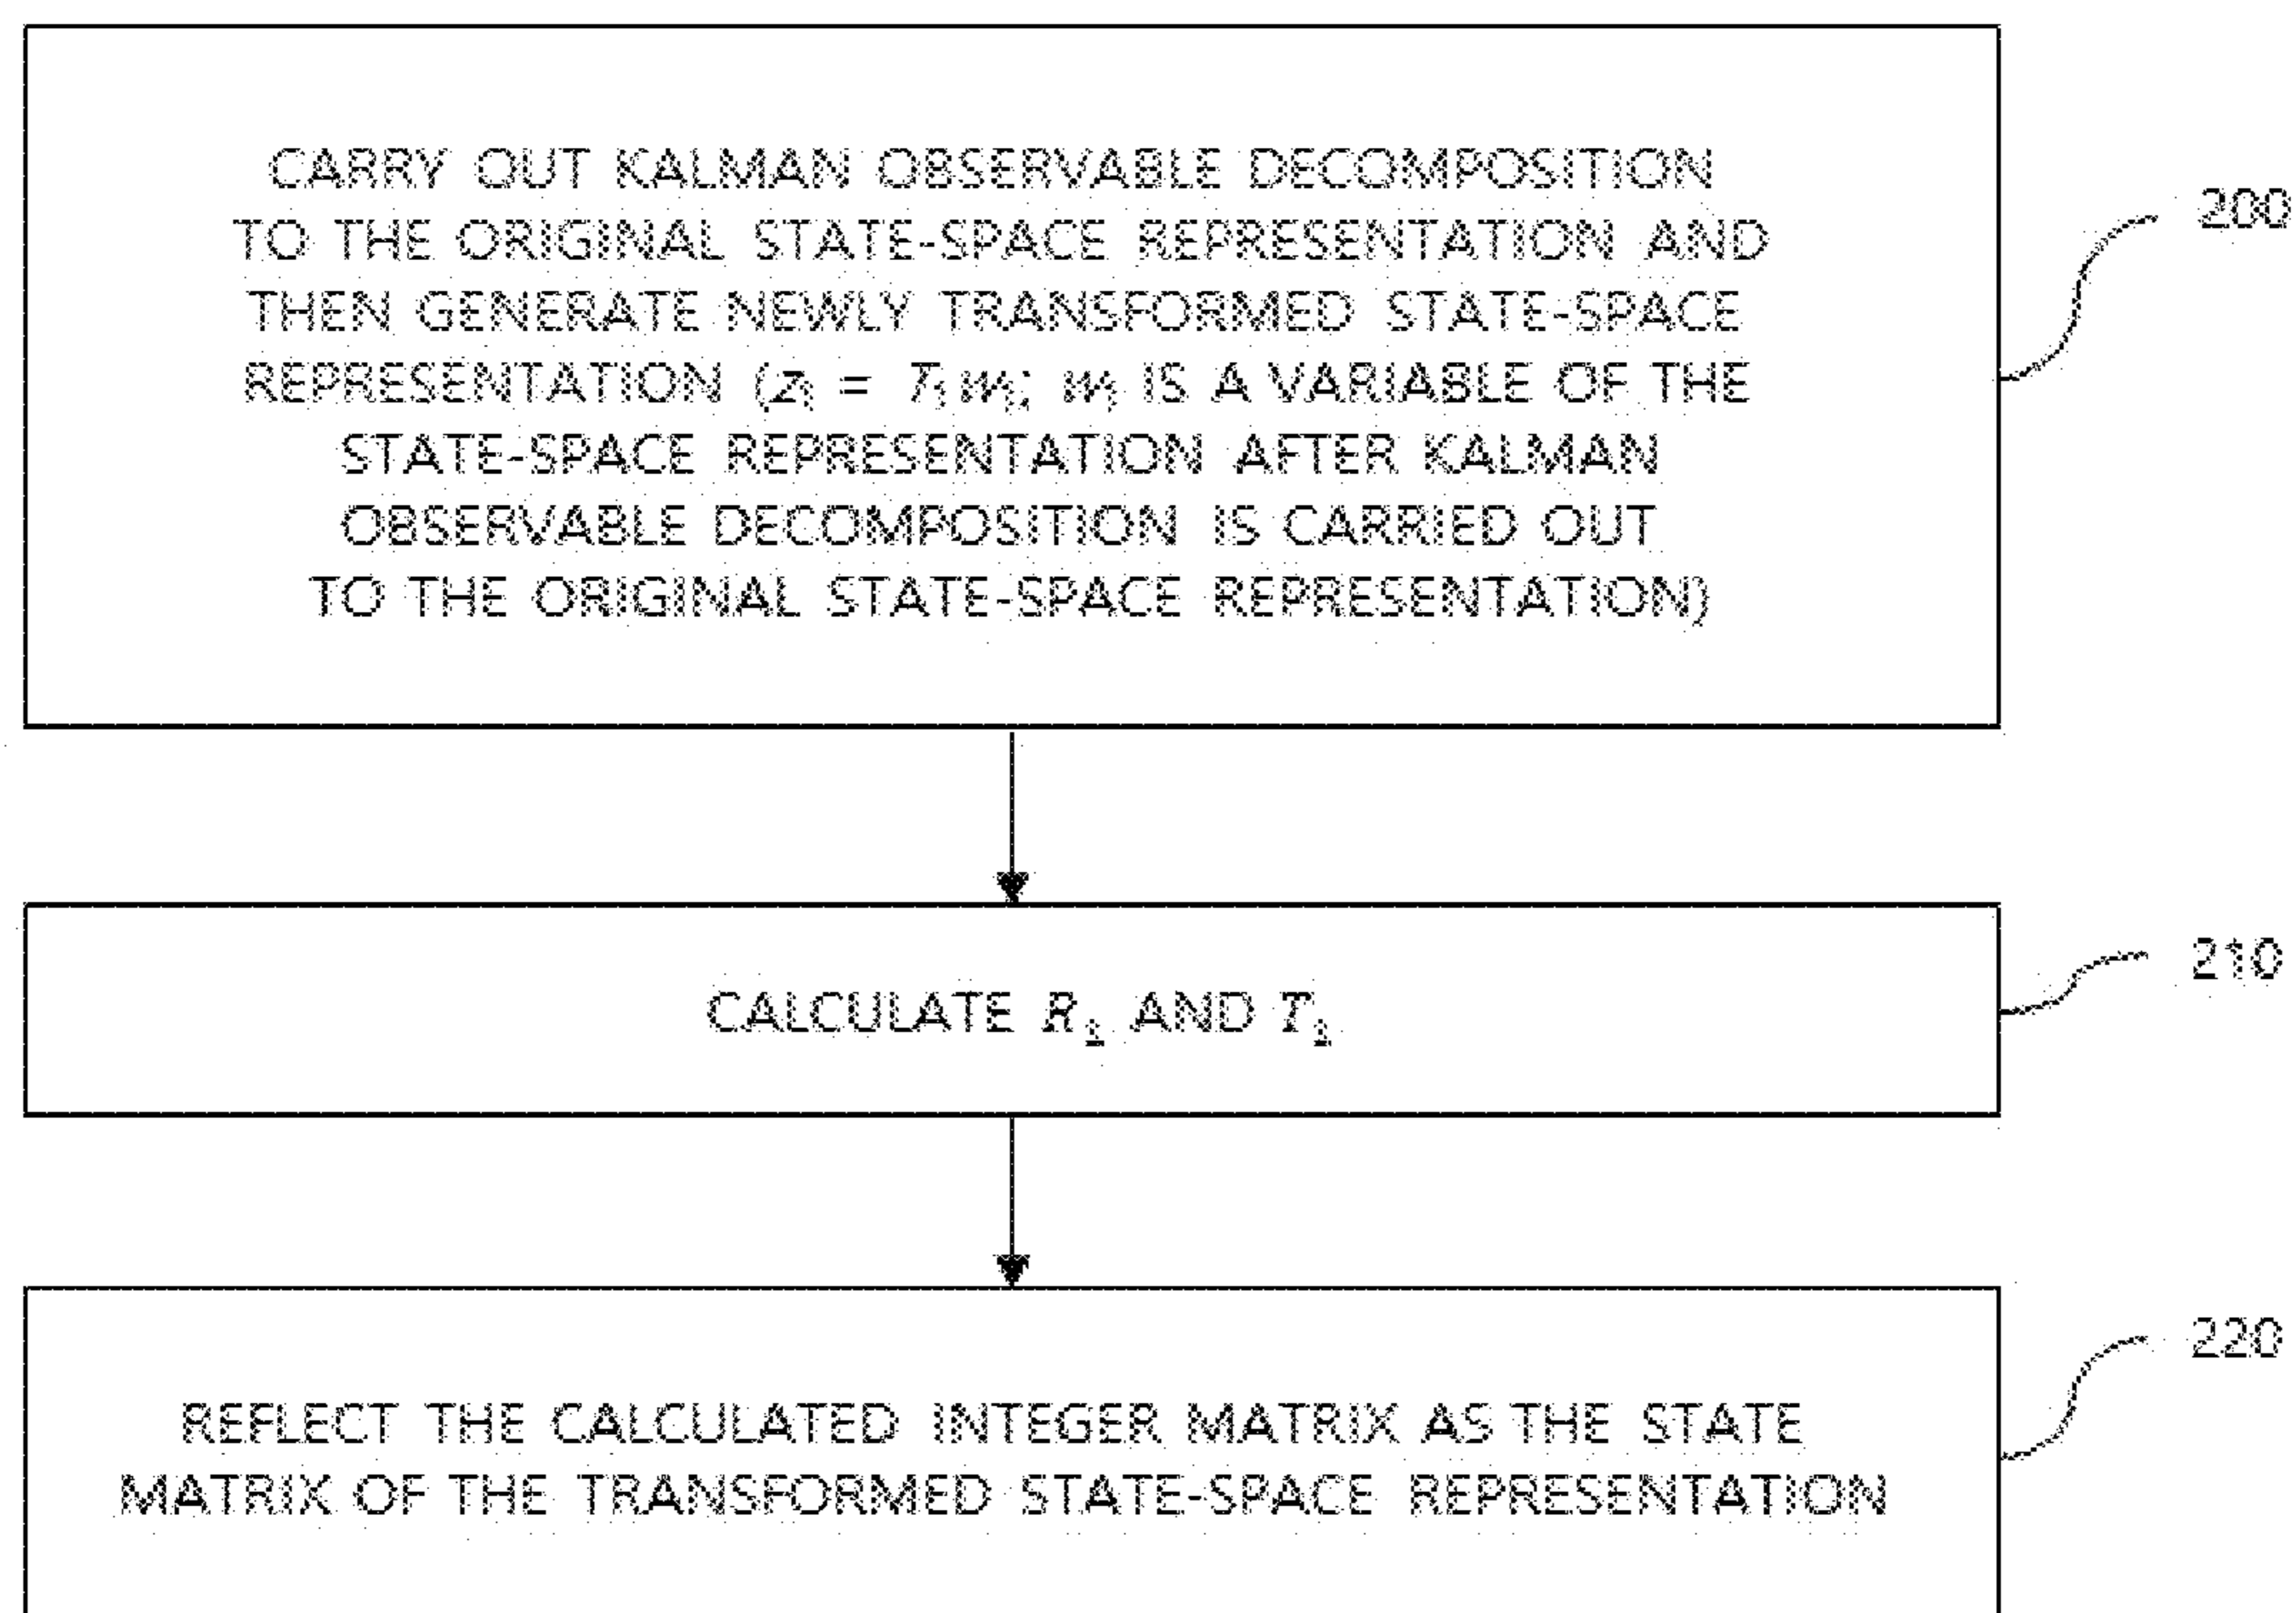 CARRY OUT KALMAN OBSERVABLE DECOMPOSITION
TO THE ORIGINAL STATE-SPACE REPRESENTATION AND
THEN GENERATE NEWLY TRANSFORMED STATE-SPACE
REPRESENTATION (z₁ = T₁w₁; w₁ IS A VARIABLE OF THE
STATE-SPACE REPRESENTATION AFTER KALMAN
OBSERVABLE DECOMPOSITION IS CARRIED OUT
TO THE ORIGINAL STATE-SPACE REPRESENTATION)
200
CALCULATE R₁ AND T₁
210
REFLECT THE CALCULATED INTEGER MATRIX AS THE STATE
MATRIX OF THE TRANSFORMED STATE-SPACE REPRESENTATION
220